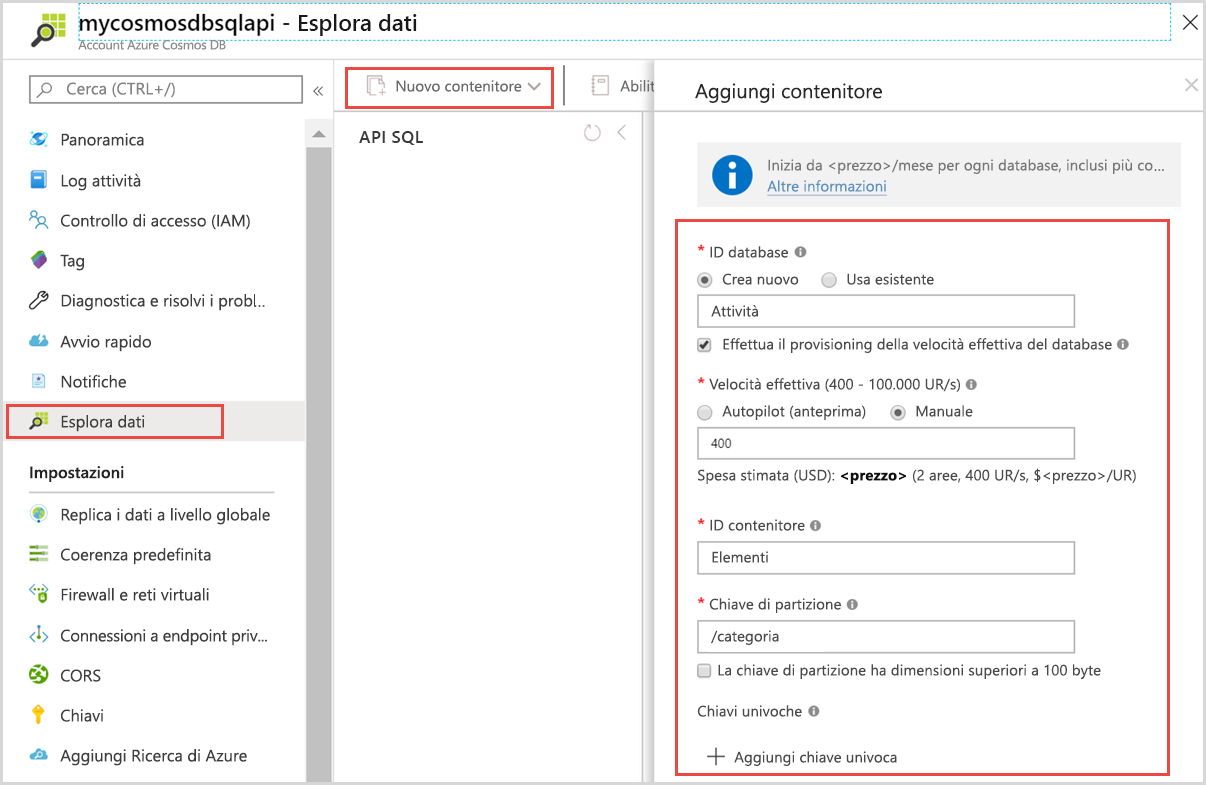 mycosmosdbsqlapi - Esplora dati
Account Azure Cosmos DB
Cerca (CTRL+/)
«
Panoramica
Log attività
Controllo di accesso (IAM)
Tag
Diagnostica e risolvi i probl...
Avvio rapido
Notifiche
Esplora dati
Impostazioni
Replica i dati a livello globale
Coerenza predefinita
Firewall e reti virtuali
Connessioni a endpoint priv...
CORS
Chiavi
Aggiungi Ricerca di Azure
Nuovo contenitore
Abilit
API SQL
Aggiungi contenitore
Inizia da <prezzo>/mese per ogni database, inclusi più co...
Altre informazioni
* ID database
Crea nuovo
Usa esistente
Attività
Effettua il provisioning della velocità effettiva del database
* Velocità effettiva (400 - 100.000 UR/s)
Autopilot (anteprima)
Manuale
400
Spesa stimata (USD): <prezzo> (2 aree, 400 UR/s, $<prezzo>/UR)
* ID contenitore
Elementi
* Chiave di partizione
/categoria
La chiave di partizione ha dimensioni superiori a 100 byte
Chiavi univoche
Aggiungi chiave univoca